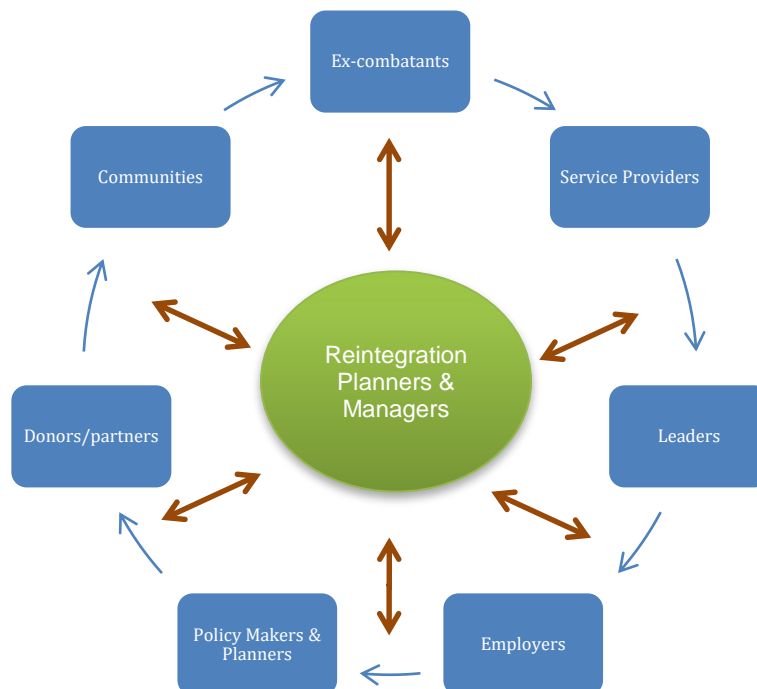 Ex-combatants
Communities
Service Providers
Reintegration
Planners &
Managers
Donors/partners
Leaders
Policy Makers &
Planners
Employers